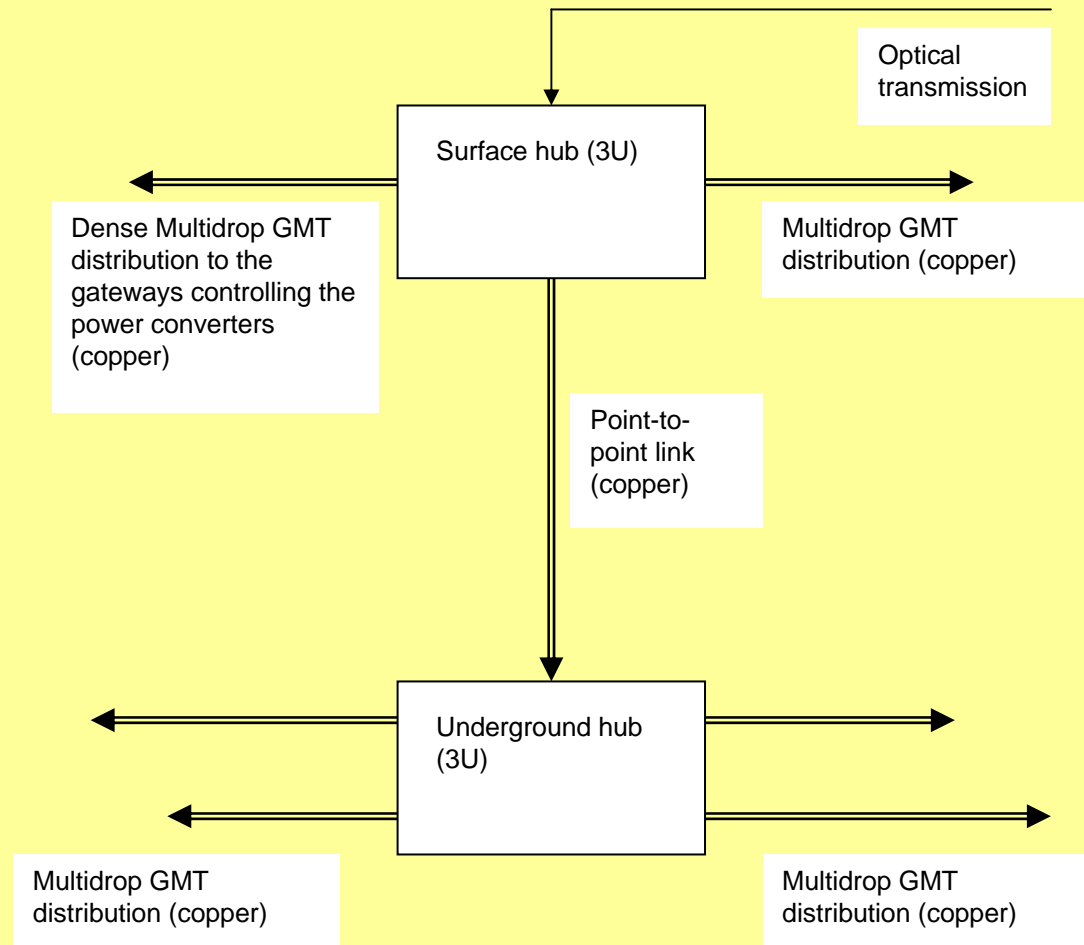 Optical
transmission
Surface hub (3U)
Dense Multidrop GMT
distribution to the
gateways controlling the
power converters
(copper)
Multidrop GMT
distribution (copper)
Point-to-
point link
(copper)
Underground hub
(3U)
Multidrop GMT
distribution (copper)
Multidrop GMT
distribution (copper)